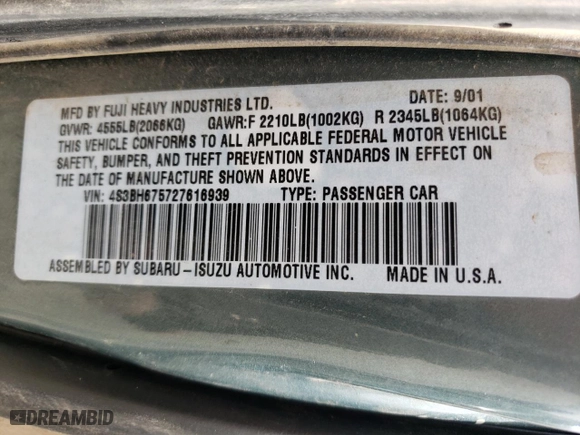 MFD BY FUJI HEAVY INDUSTRIES LTD. DATE: 9/01
GVWR: 4555LB(2066KG) GAWR:F 2210LB(1002KG) R 2345LB(1064KG)
THIS VEHICLE CONFORMS TO ALL APPLICABLE FEDERAL MOTOR VEHICLE
SAFETY, BUMPER, AND THEFT PREVENTION STANDARDS IN EFFECT ON
THE DATE OF MANUFACTURE SHOWN ABOVE.
VIN: 4S3BH675727616939 TYPE: PASSENGER CAR
ASSEMBLED BY SUBARU-ISUZU AUTOMOTIVE INC. MADE IN U.S.A.
DREAMBID